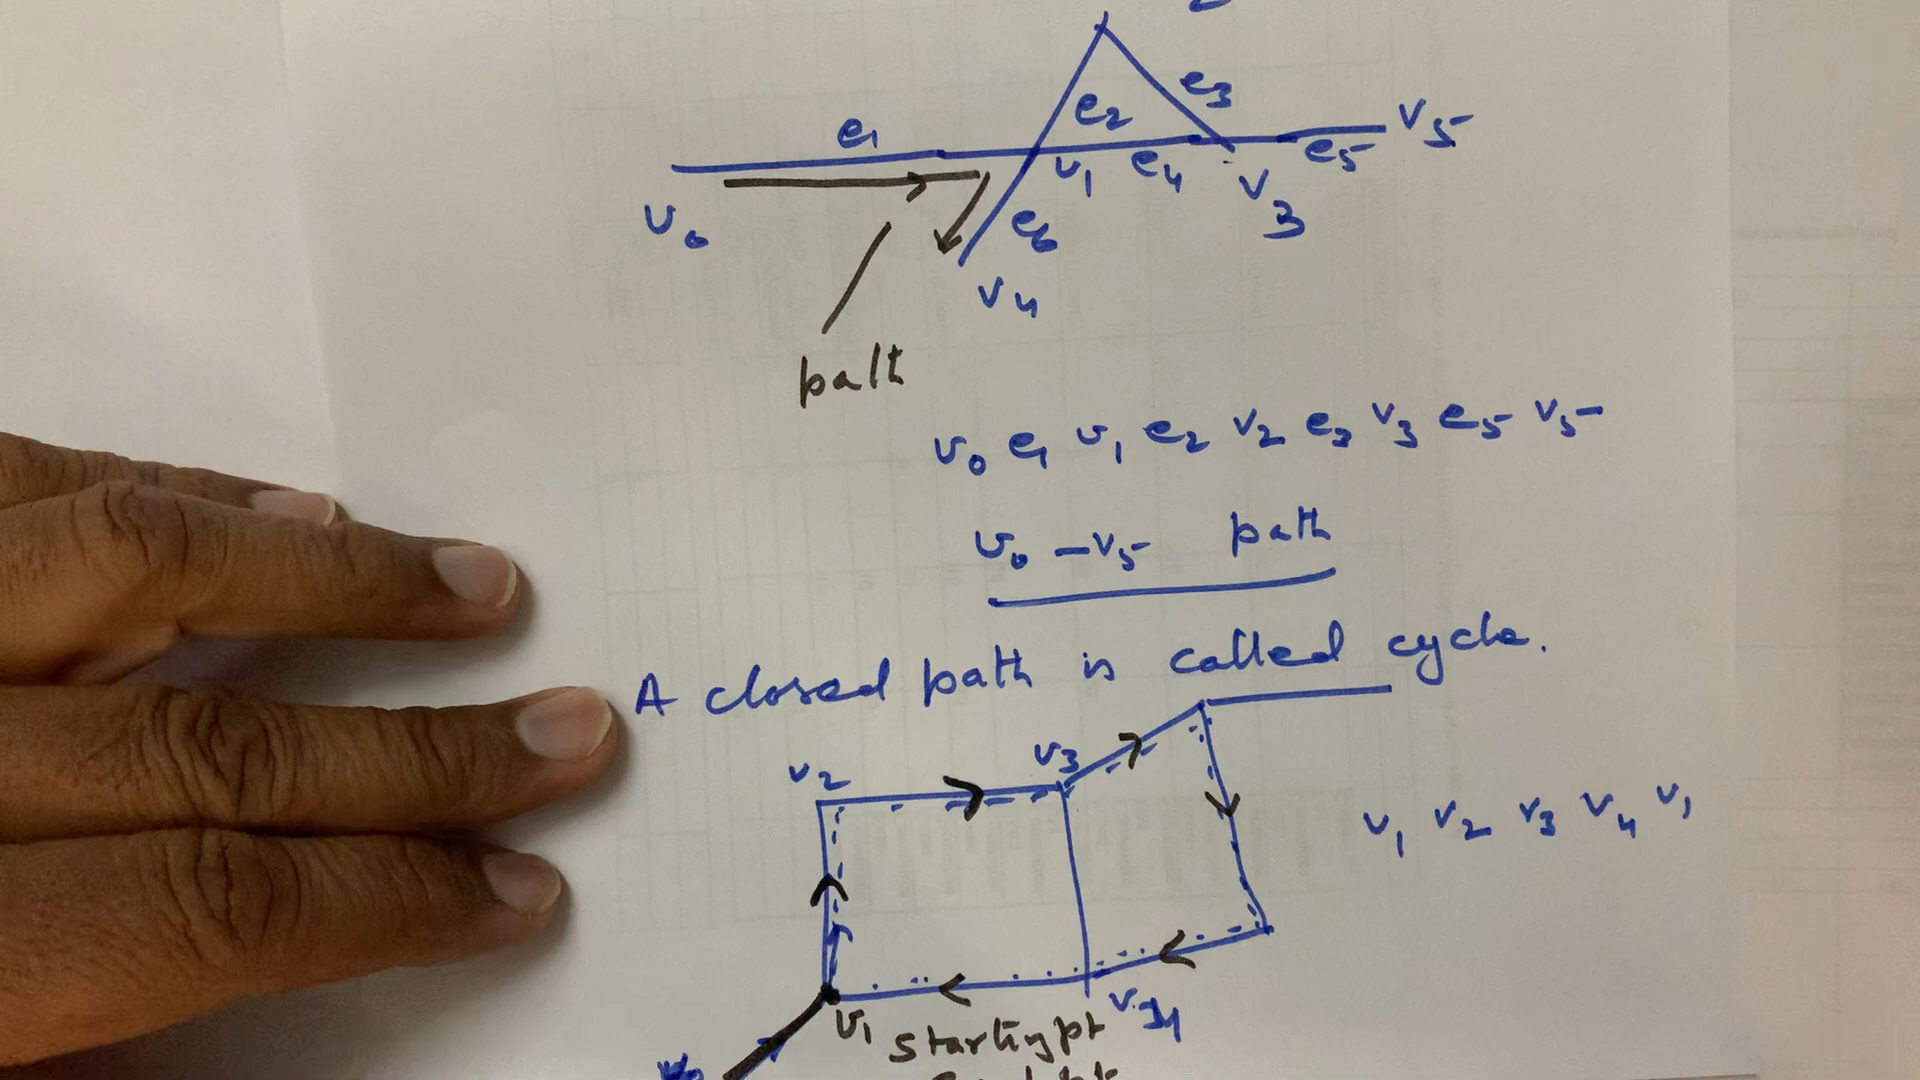 e1 e2 e3 v5
v0 v1 e4 v3 e5
e6
v4
path
v0 e1 v1 e2 v2 e3 v3 e5 v5
v0 - v5 path
A closed path is called cycle.
v2 v3
v1 v2 v3 v4 v1
v1 starting pt v4